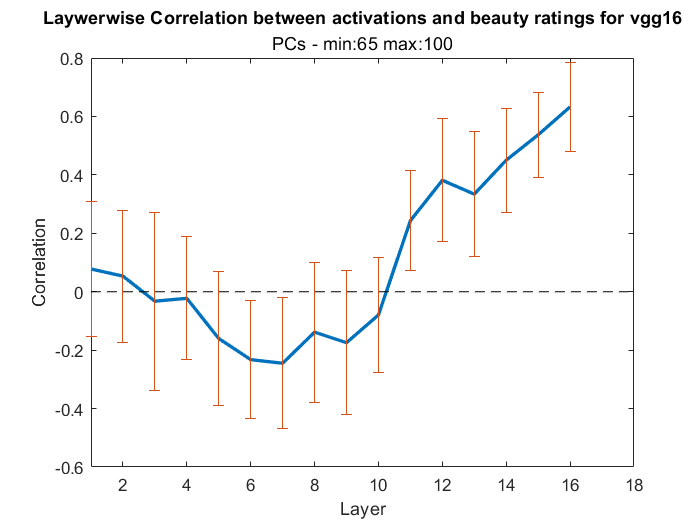 Laywerwise Correlation between activations and beauty ratings for vgg16
PCs - min:65 max:100
0.8
0.6
0.4
0.2
0
-0.2
-0.4
-0.6
Correlation
2 4 6 8 10 12 14 16 18
Layer